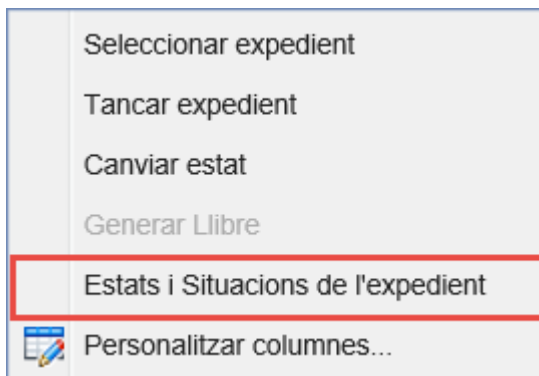 Seleccionar expedient
Tancar expedient
Canviar estat
Generar Llibre
Estats i Situacions de l'expedient
Personalitzar columnes...